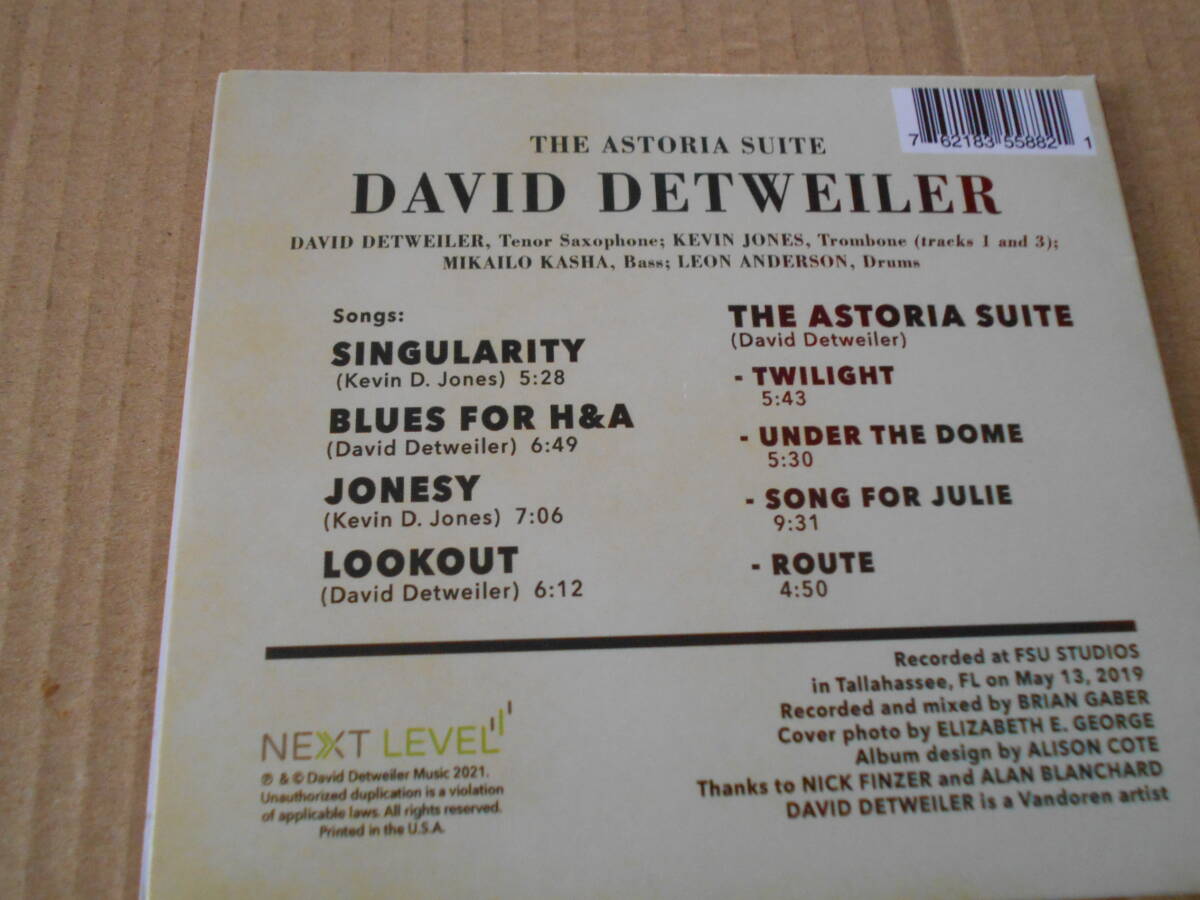 7 62183 55882 1
THE ASTORIA SUITE
DAVID DETWEILER
DAVID DETWEILER, Tenor Saxophone; KEVIN JONES, Trombone (tracks 1 and 3);
MIKAILO KASHA, Bass; LEON ANDERSON, Drums
Songs:
SINGULARITY
(Kevin D. Jones) 5:28
BLUES FOR H&A
(David Detweiler) 6:49
JONESY
(Kevin D. Jones) 7:06
LOOKOUT
(David Detweiler) 6:12
THE ASTORIA SUITE
(David Detweiler)
- TWILIGHT
5:43
- UNDER THE DOME
5:30
- SONG FOR JULIE
9:31
- ROUTE
4:50
NEXT LEVEL
℗ & © David Detweiler Music 2021.
Unauthorized duplication is a violation
of applicable laws. All rights reserved.
Printed in the U.S.A.
Recorded at FSU STUDIOS
in Tallahassee, FL on May 13, 2019
Recorded and mixed by BRIAN GABER
Cover photo by ELIZABETH E. GEORGE
Album design by ALISON COTE
Thanks to NICK FINZER and ALAN BLANCHARD
DAVID DETWEILER is a Vandoren artist